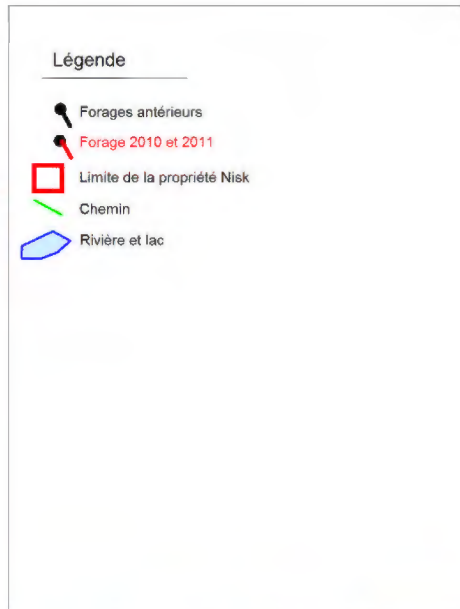 Légende
Forages antérieurs
Forage 2010 et 2011
Limite de la propriété Nisk
Chemin
Rivière et lac